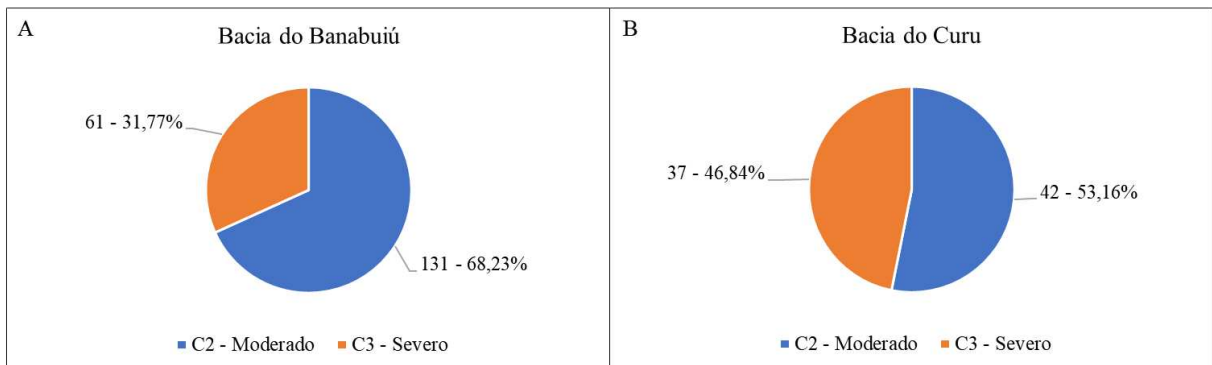 A
Bacia do Banabuiú
61 - 31,77%
131 - 68,23%
C2 - Moderado
C3 - Severo
B
Bacia do Curu
37 - 46,84%
42 - 53,16%
C2 - Moderado
C3 - Severo